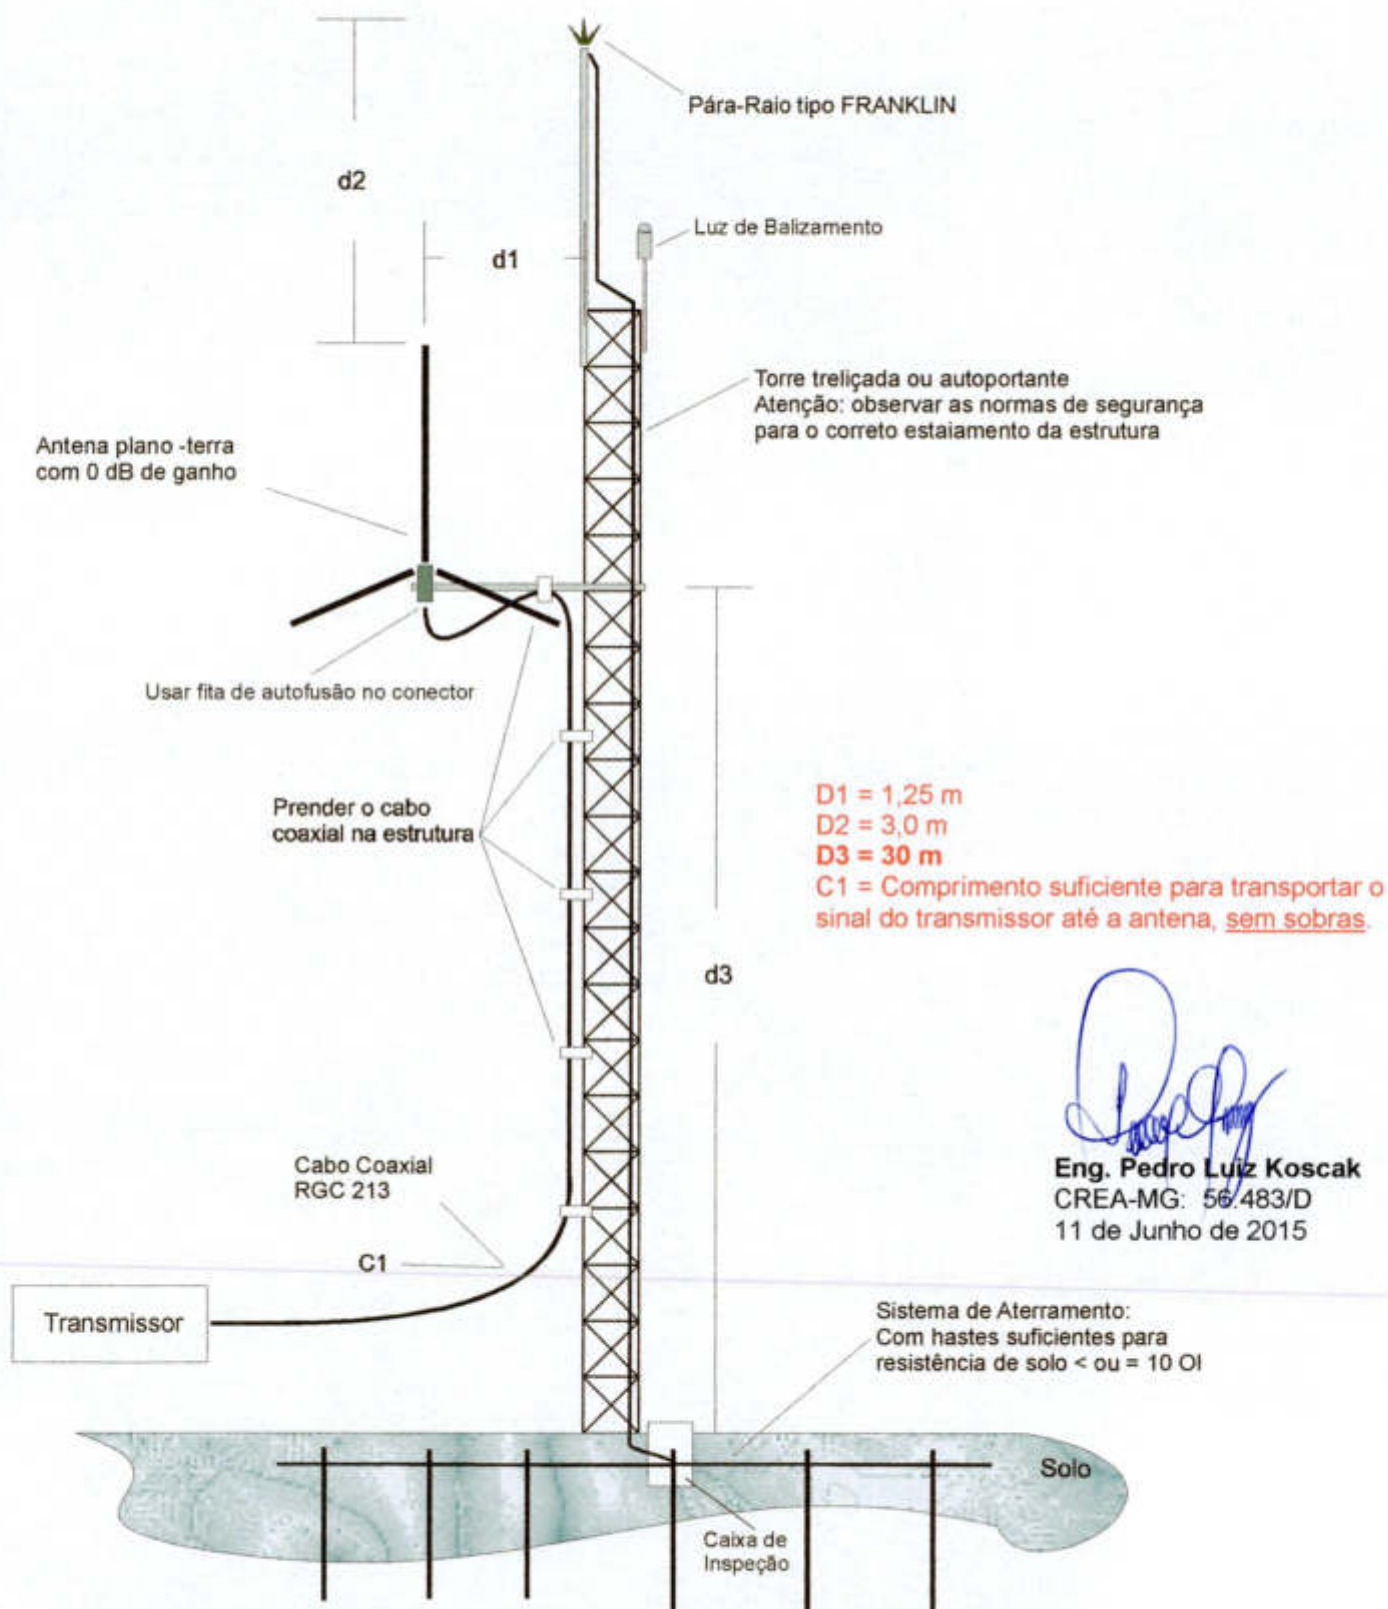 Pára-Raio tipo FRANKLIN
d2
Luz de Balizamento
d1
Torre treliçada ou autoportante
Atenção: observar as normas de segurança
para o correto estaiamento da estrutura
Antena plano -terra
com 0 dB de ganho
Usar fita de autofusão no conector
Prender o cabo
coaxial na estrutura
D1 = 1,25 m
D2 = 3,0 m
D3 = 30 m
C1 = Comprimento suficiente para transportar o
sinal do transmissor até a antena, sem sobras.
d3
Eng. Pedro Luiz Koscak
CREA-MG: 56.483/D
11 de Junho de 2015
Cabo Coaxial
RGC 213
C1
Transmissor
Sistema de Aterramento:
Com hastes suficientes para
resistência de solo < ou = 10 Ol
Solo
Caixa de
Inspeção